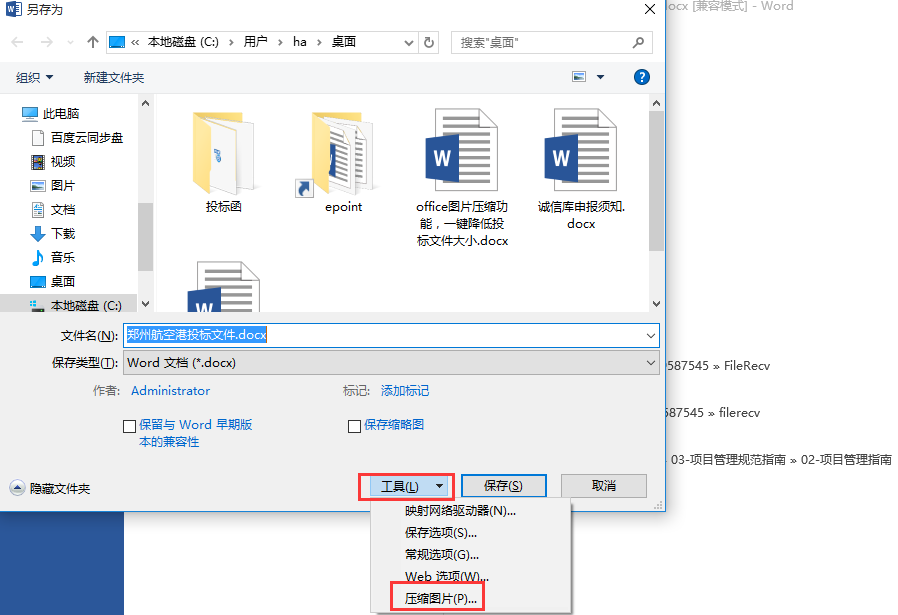 另存为
ocx [兼容模式] - Word
« 本地磁盘 (C:) › 用户 › ha › 桌面
搜索"桌面"
组织
新建文件夹
此电脑
百度云同步盘
视频
图片
文档
下载
音乐
桌面
本地磁盘 (C:)
投标函
epoint
office图片压缩功
能，一键降低投
标文件大小.docx
诚信库申报须知.
docx
文件名(N):
郑州航空港投标文件.docx
保存类型(T):
Word 文档 (*.docx)
作者: Administrator
标记: 添加标记
保留与 Word 早期版
本的兼容性
保存缩略图
587545 » FileRecv
587545 » filerecv
03-项目管理规范指南 » 02-项目管理指南
隐藏文件夹
工具(L)
保存(S)
取消
映射网络驱动器(N)...
保存选项(S)...
常规选项(G)...
Web 选项(W)...
压缩图片(P)...